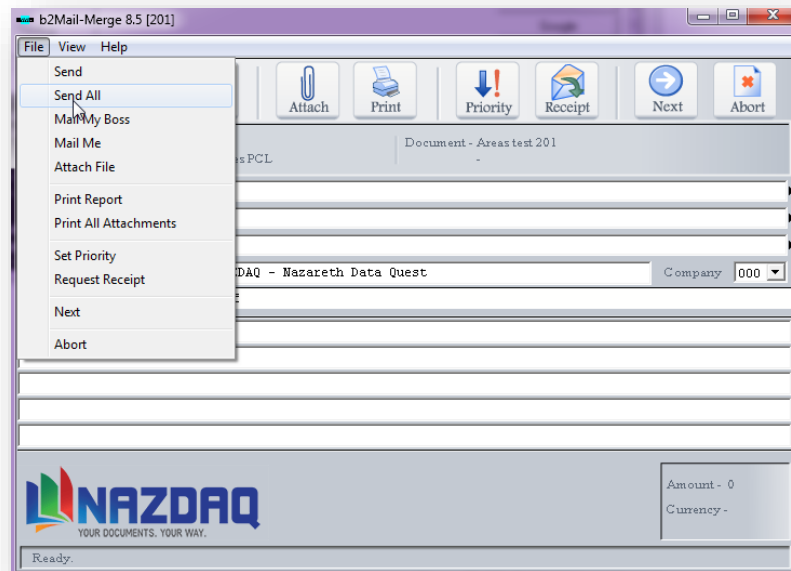 b2Mail-Merge 8.5 [201]
File View Help
Send
Send All
Mail My Boss
Mail Me
Attach File
Print Report
Print All Attachments
Set Priority
Request Receipt
Next
Abort
Attach Print Priority Receipt Next Abort
Document - Areas test 201
PCL -
DAQ - Nazareth Data Quest Company 000
NAZDAQ
YOUR DOCUMENTS. YOUR WAY.
Amount - 0
Currency -
Ready.